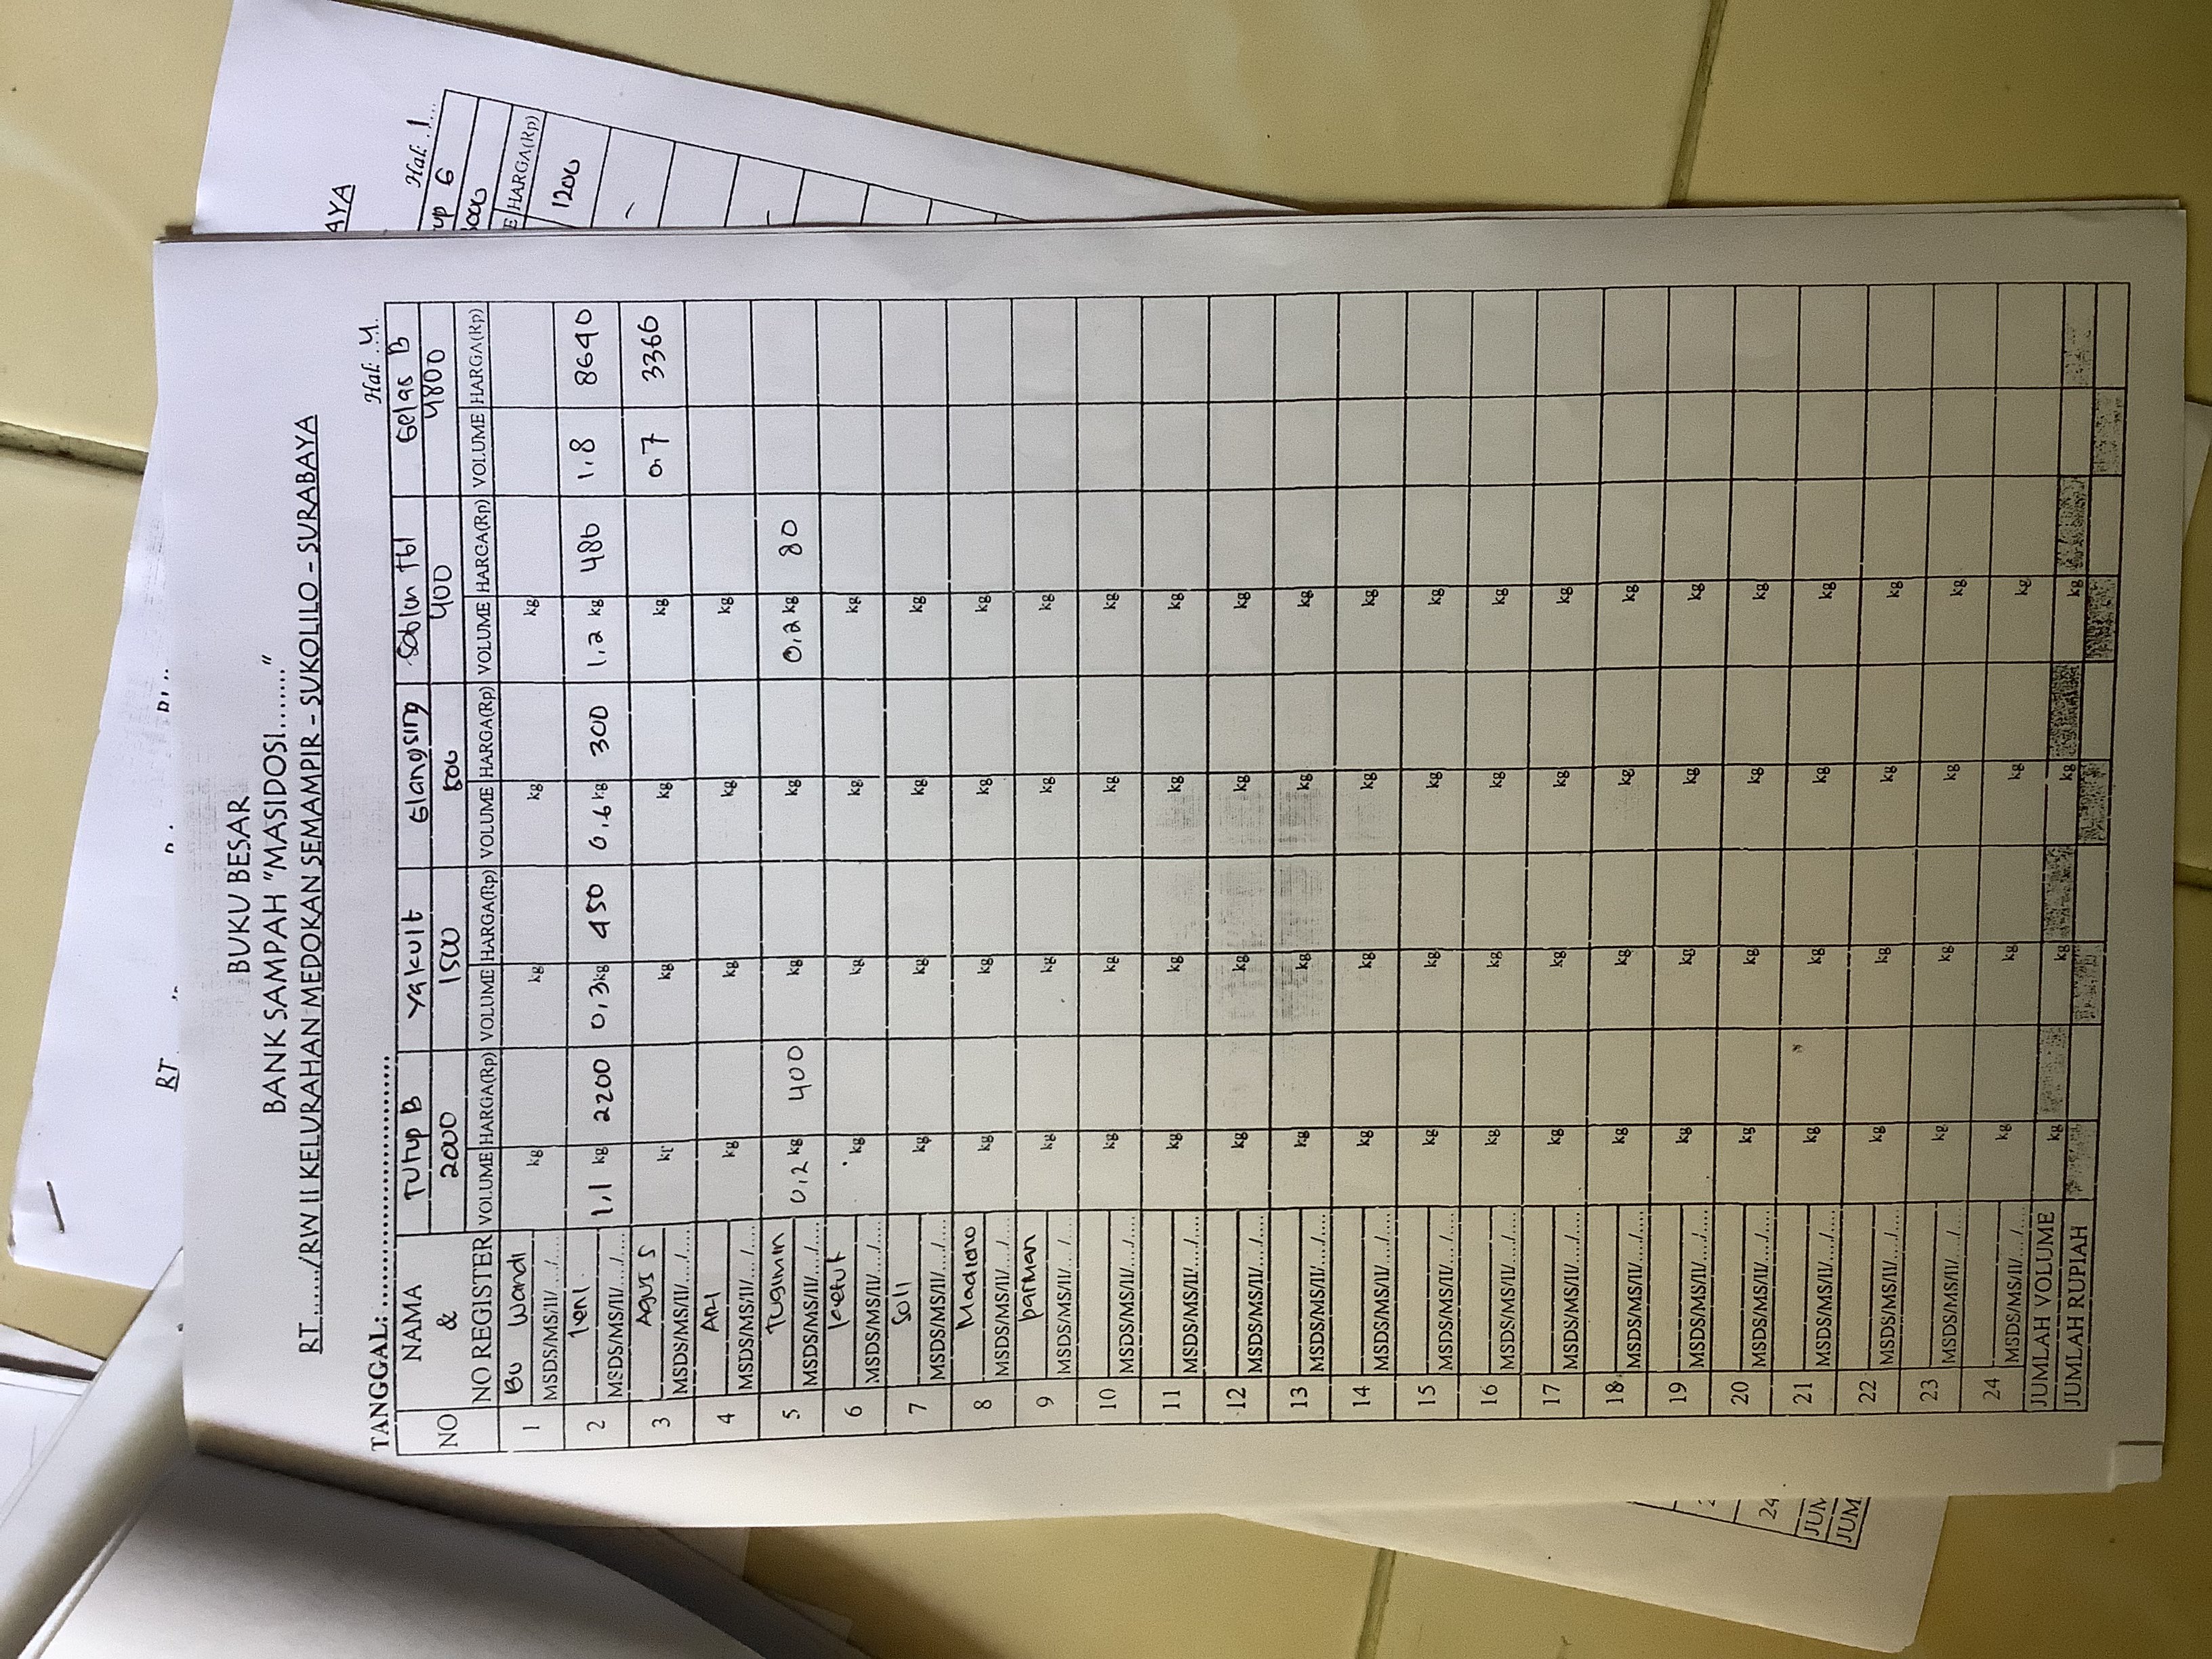 RT
BUKU BESAR
BANK SAMPAH "MASIDOSI......."
RT....../RW II KELURAHAN MEDOKAN SEMAMPIR - SUKOLILO - SURABAYA
TANGGAL: ............................. Hal: 4
NO NAMA & NO REGISTER Tutup B Yakult Glangsing Sablon tbl Gelas B
2000 1500 500 400 4800
VOLUME HARGA(Rp) VOLUME HARGA(Rp) VOLUME HARGA(Rp) VOLUME HARGA(Rp) VOLUME HARGA(Rp)
1 Bu Wandi kg kg kg kg
MSDS/MS/II/..../....
2 Yeni 1,1 kg 2200 0,3 kg 450 0,6 kg 300 1,2 kg 480 1.8 8640
MSDS/MS/II/..../....
3 Agus S kg kg kg kg 0.7 3360
MSDS/MS/II/..../....
4 ARI kg kg kg kg
MSDS/MS/II/..../....
5 Tugimin 0,2 kg 400 kg kg 0,2 kg 80
MSDS/MS/II/..../....
6 Ketut kg kg kg kg
MSDS/MS/II/..../....
7 Soli kg kg kg kg
MSDS/MS/II/..../....
8 Madiono kg kg kg kg
MSDS/MS/II/..../....
9 parman kg kg kg kg
MSDS/MS/II/..../....
10 kg kg kg kg
MSDS/MS/II/..../....
11 kg kg kg kg
MSDS/MS/II/..../....
12 kg kg kg kg
MSDS/MS/II/..../....
13 kg kg kg kg
MSDS/MS/II/..../....
14 kg kg kg kg
MSDS/MS/II/..../....
15 kg kg kg kg
MSDS/MS/II/..../....
16 kg kg kg kg
MSDS/MS/II/..../....
17 kg kg kg kg
MSDS/MS/II/..../....
18 kg kg kg kg
MSDS/MS/II/..../....
19 kg kg kg kg
MSDS/MS/II/..../....
20 kg kg kg kg
MSDS/MS/II/..../....
21 kg kg kg kg
MSDS/MS/II/..../....
22 kg kg kg kg
MSDS/MS/II/..../....
23 kg kg kg kg
MSDS/MS/II/..../....
24 kg kg kg kg
MSDS/MS/II/..../....
JUMLAH VOLUME kg kg kg kg
JUMLAH RUPIAH
AYA
Hal: 1
up G
HARGA(Rp)
1200
24
JUM
JUM